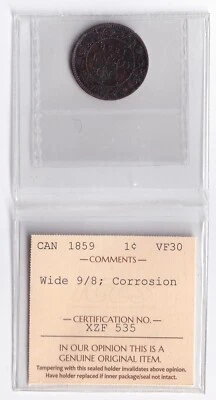 CAN 1859 1¢ VF30
—COMMENTS—
Wide 9/8; Corrosion
—CERTIFICATION NO.—
XZF 535
IN OUR OPINION THIS IS A
GENUINE ORIGINAL ITEM.
Tampering with this sealed holder invalidates above opinion.
Have holder replaced if inner package/seal not intact.